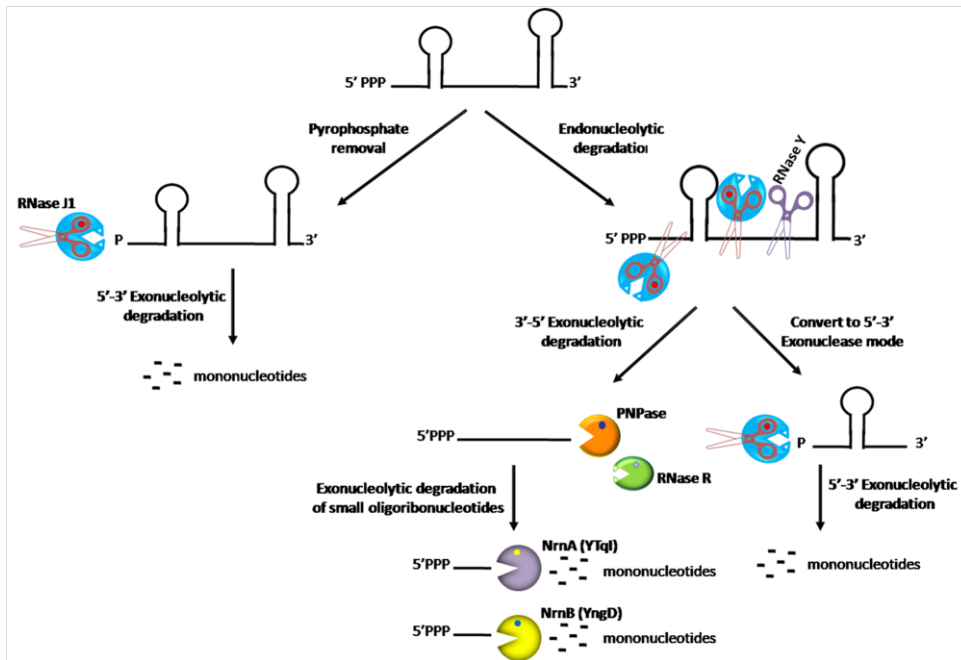 5’ PPP
3’
Pyrophosphate
removal
Endonucleolytic
degradation
RNase J1
P
3’
RNase Y
5’ PPP
3’
5’-3’ Exonucleolytic
degradation
mononucleotides
3’-5’ Exonucleolytic
degradation
Convert to 5’-3’
Exonuclease mode
5’PPP
PNPase
RNase R
P
3’
Exonucleolytic degradation
of small oligoribonucleotides
5’-3’ Exonucleolytic
degradation
5’PPP
NrnA (YTqI)
mononucleotides
mononucleotides
5’PPP
NrnB (YngD)
mononucleotides